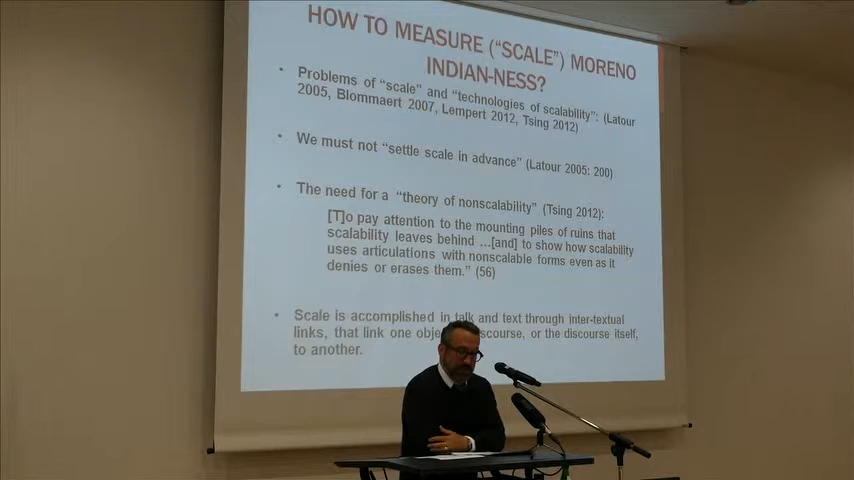 HOW TO MEASURE (“SCALE”) MORENO
INDIAN-NESS?
• Problems of “scale” and “technologies of scalability”: (Latour
2005, Blommaert 2007, Lempert 2012, Tsing 2012)
• We must not “settle scale in advance” (Latour 2005: 200)
• The need for a “theory of nonscalability” (Tsing 2012):
[T]o pay attention to the mounting piles of ruins that
scalability leaves behind …[and] to show how scalability
uses articulations with nonscalable forms even as it
denies or erases them.” (56)
• Scale is accomplished in talk and text through inter-textual
links, that link one discourse, or the discourse itself,
to another.